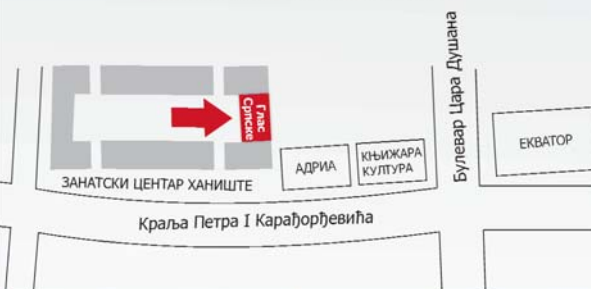 Глас
Српске
ЗАНАТСКИ ЦЕНТАР ХАНИШТЕ
АДРИА
КЊИЖАРА
КУЛТУРА
Булевар Цара Душана
ЕКВАТОР
Краља Петра I Карађорђевића